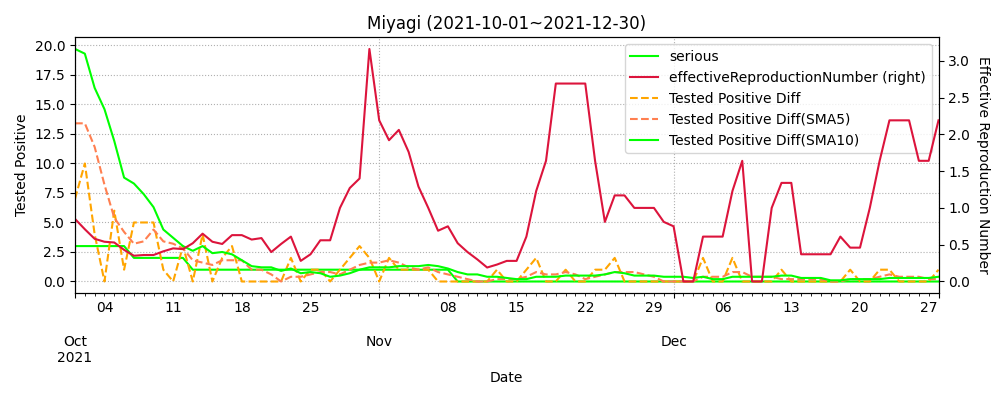 Miyagi (2021-10-01~2021-12-30)
serious
effectiveReproductionNumber (right)
Tested Positive Diff
Tested Positive Diff(SMA5)
Tested Positive Diff(SMA10)
Tested Positive
20.0
17.5
15.0
12.5
10.0
7.5
5.0
2.5
0.0
Effective Reproduction Number
3.0
2.5
2.0
1.5
1.0
0.5
0.0
04 11 18 25 08 15 22 29 06 13 20 27
Oct Nov Dec
2021
Date